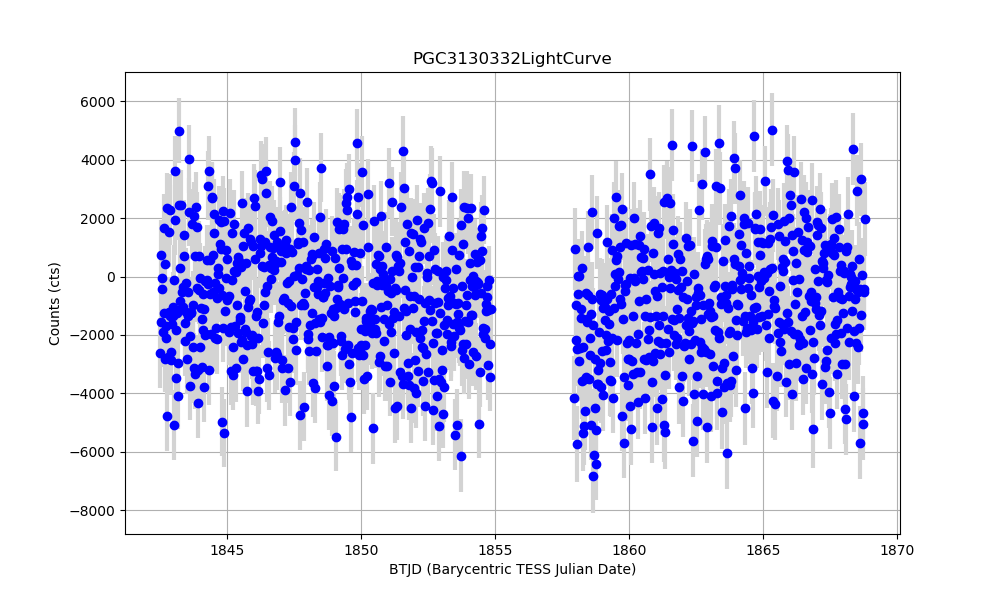 PGC3130332LightCurve
6000
4000
2000
0
−2000
−4000
−6000
−8000
Counts (cts)
1845 1850 1855 1860 1865 1870
BTJD (Barycentric TESS Julian Date)